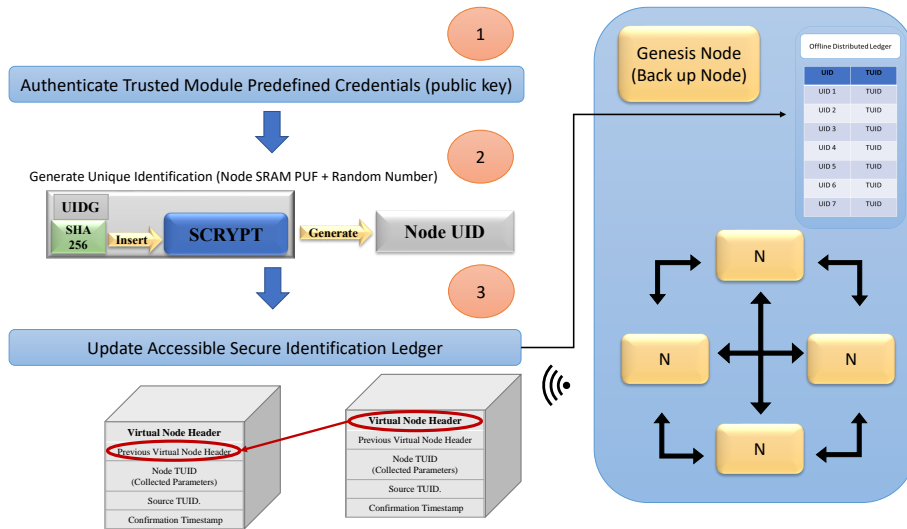 1
Authenticate Trusted Module Predefined Credentials (public key)
2
Generate Unique Identification (Node SRAM PUF + Random Number)
UIDG
SHA
256
Insert
SCRYPT
Generate
Node UID
3
Update Accessible Secure Identification Ledger
Virtual Node Header
Previous Virtual Node Header
Node TUID
(Collected Parameters)
Source TUID.
Confirmation Timestamp
Virtual Node Header
Previous Virtual Node Header
Node TUID
(Collected Parameters)
Source TUID.
Confirmation Timestamp
Genesis Node
(Back up Node)
Offline Distributed Ledger
UID TUID
UID 1 TUID
UID 2 TUID
UID 3 TUID
UID 4 TUID
UID 5 TUID
UID 6 TUID
UID 7 TUID
N
N
N
N